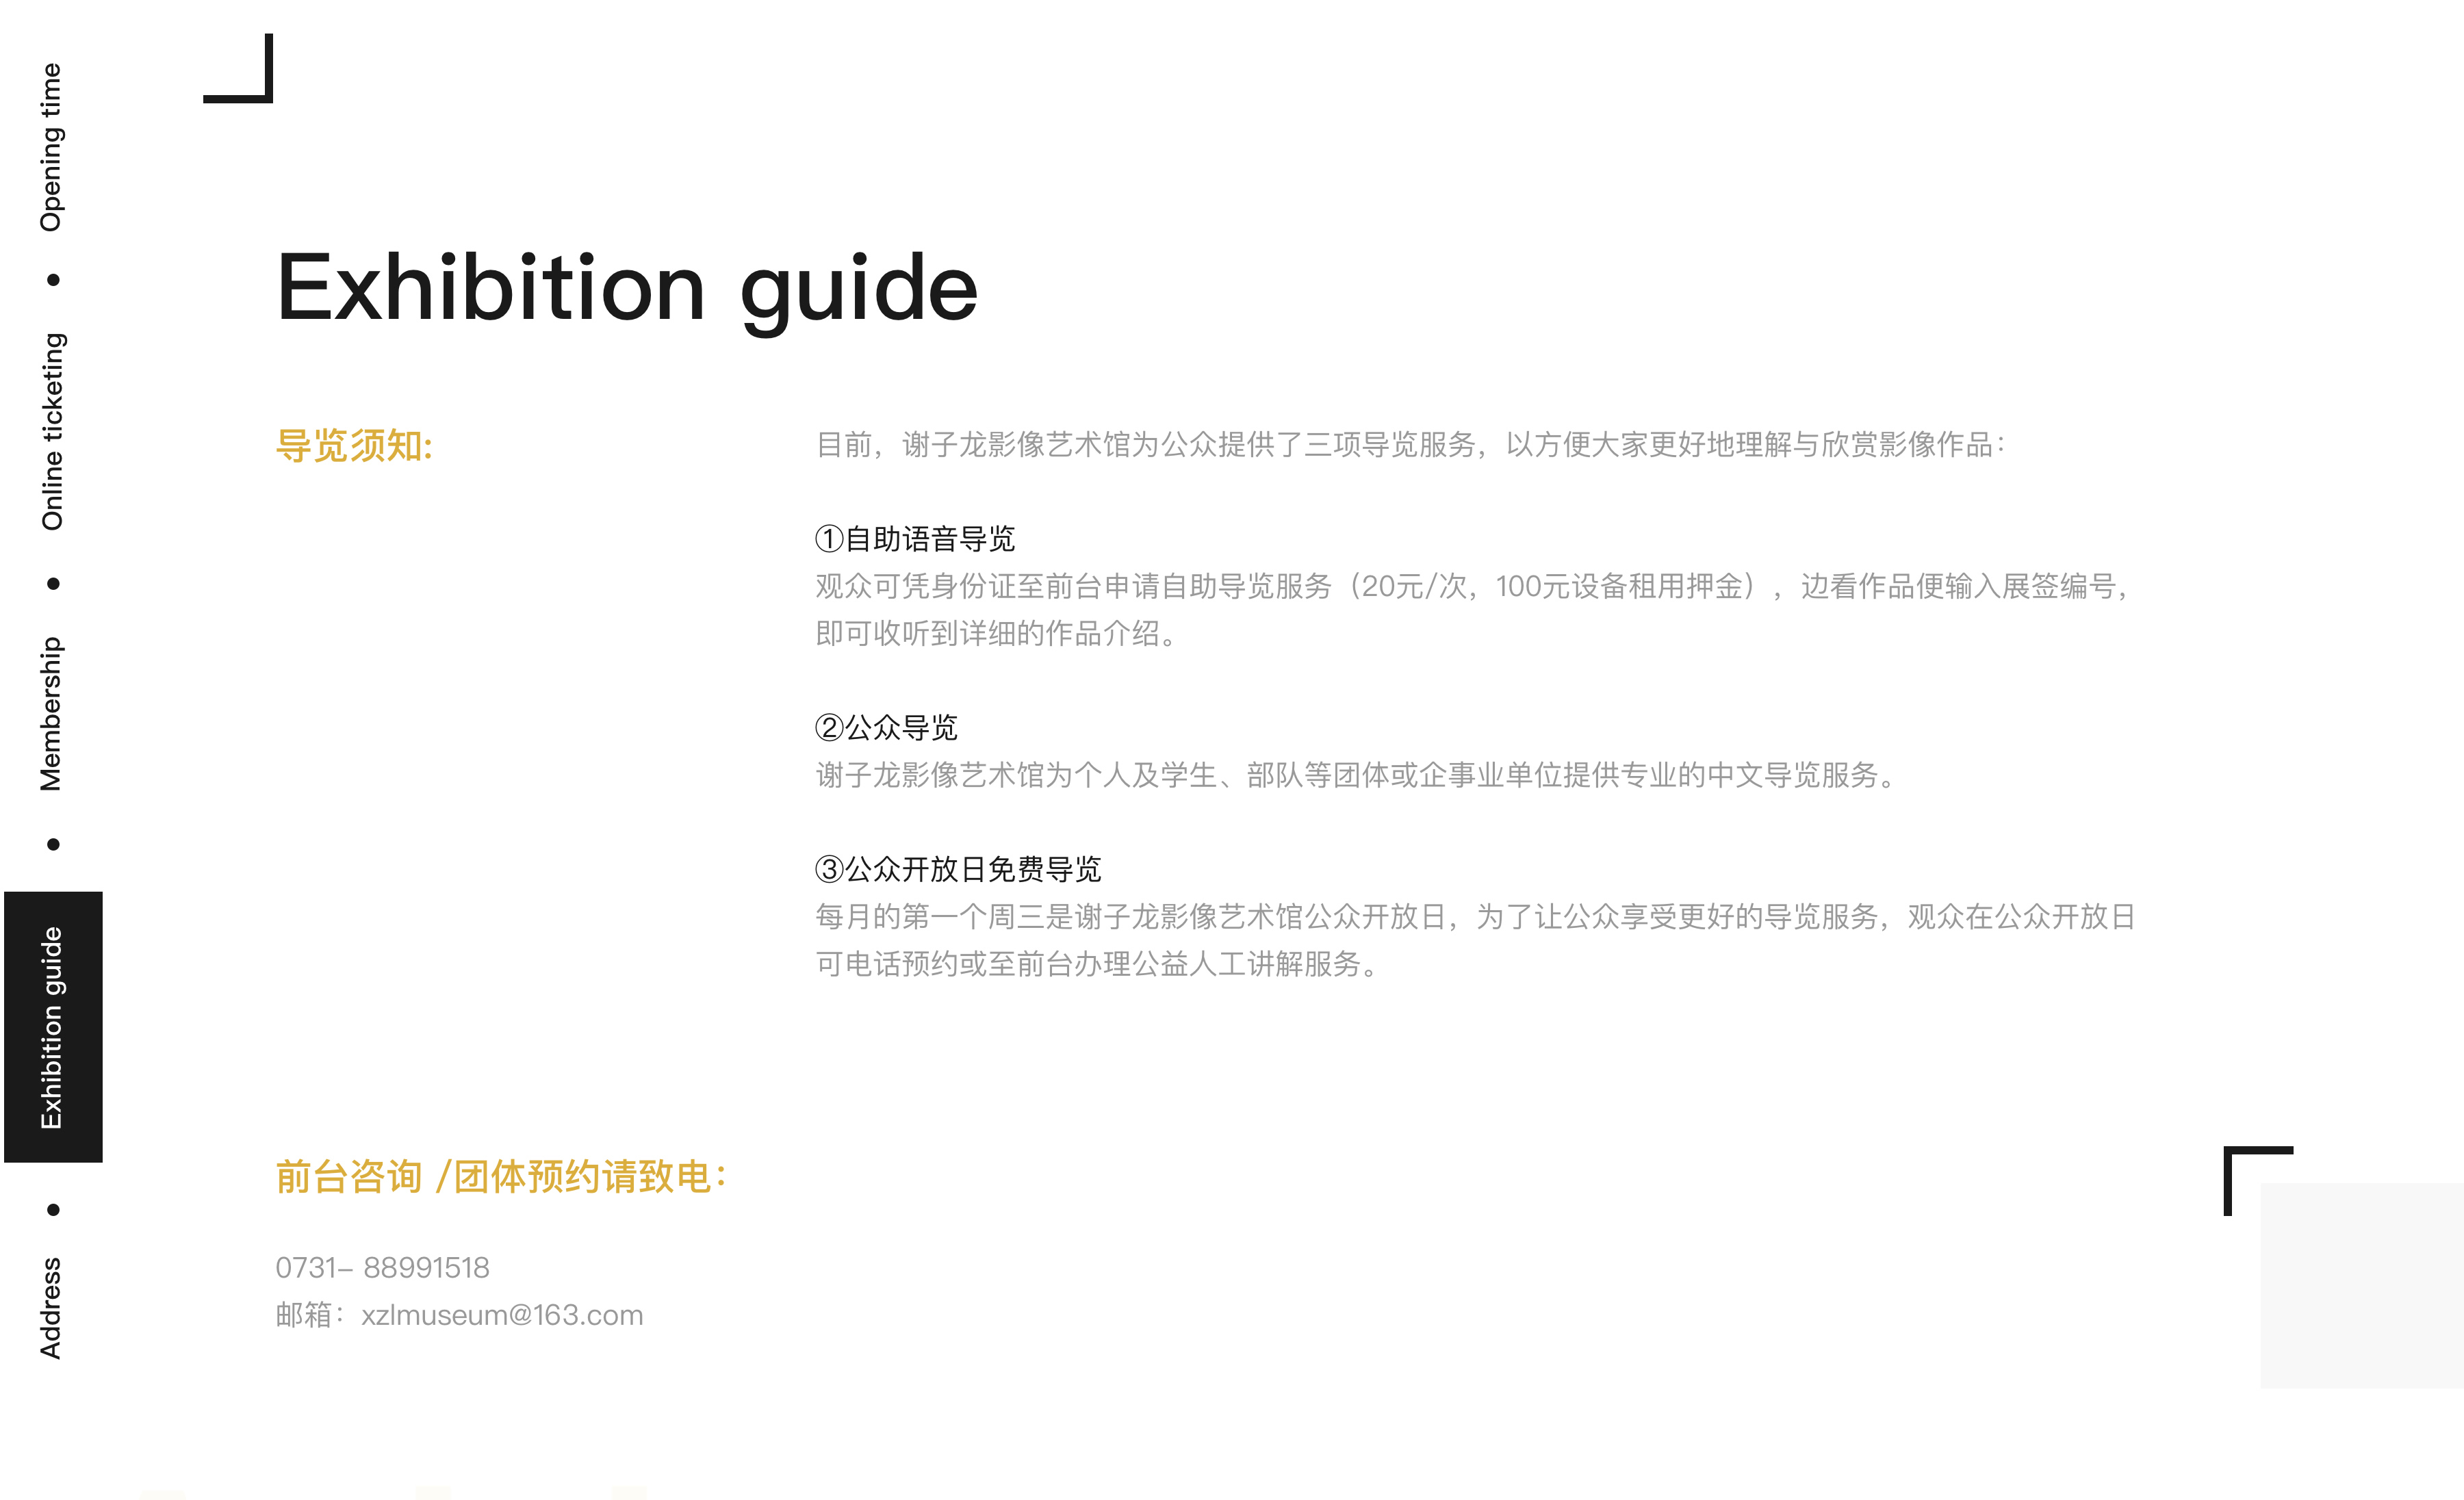 Opening time
•
Online ticketing
•
Membership
•
Exhibition guide
•
Address
Exhibition guide
导览须知:
目前，谢子龙影像艺术馆为公众提供了三项导览服务，以方便大家更好地理解与欣赏影像作品：
①自助语音导览
观众可凭身份证至前台申请自助导览服务（20元/次，100元设备租用押金），边看作品便输入展签编号，
即可收听到详细的作品介绍。
②公众导览
谢子龙影像艺术馆为个人及学生、部队等团体或企事业单位提供专业的中文导览服务。
③公众开放日免费导览
每月的第一个周三是谢子龙影像艺术馆公众开放日，为了让公众享受更好的导览服务，观众在公众开放日
可电话预约或至前台办理公益人工讲解服务。
前台咨询 /团体预约请致电：
0731– 88991518
邮箱：xzlmuseum@163.com